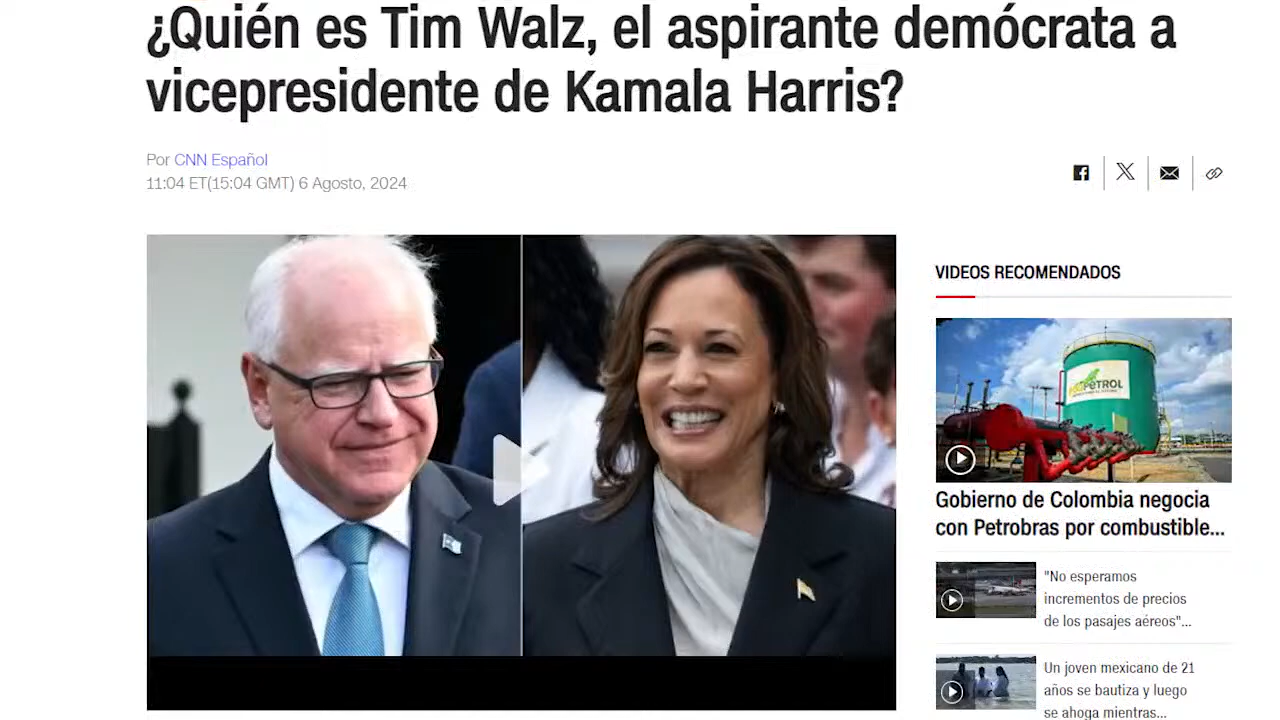 ¿Quién es Tim Walz, el aspirante demócrata a
vicepresidente de Kamala Harris?
Por CNN Español
11:04 ET(15:04 GMT) 6 Agosto, 2024
VIDEOS RECOMENDADOS
Gobierno de Colombia negocia
con Petrobras por combustible...
"No esperamos
incrementos de precios
de los pasajes aéreos"...
Un joven mexicano de 21
años se bautiza y luego
se ahoga mientras...